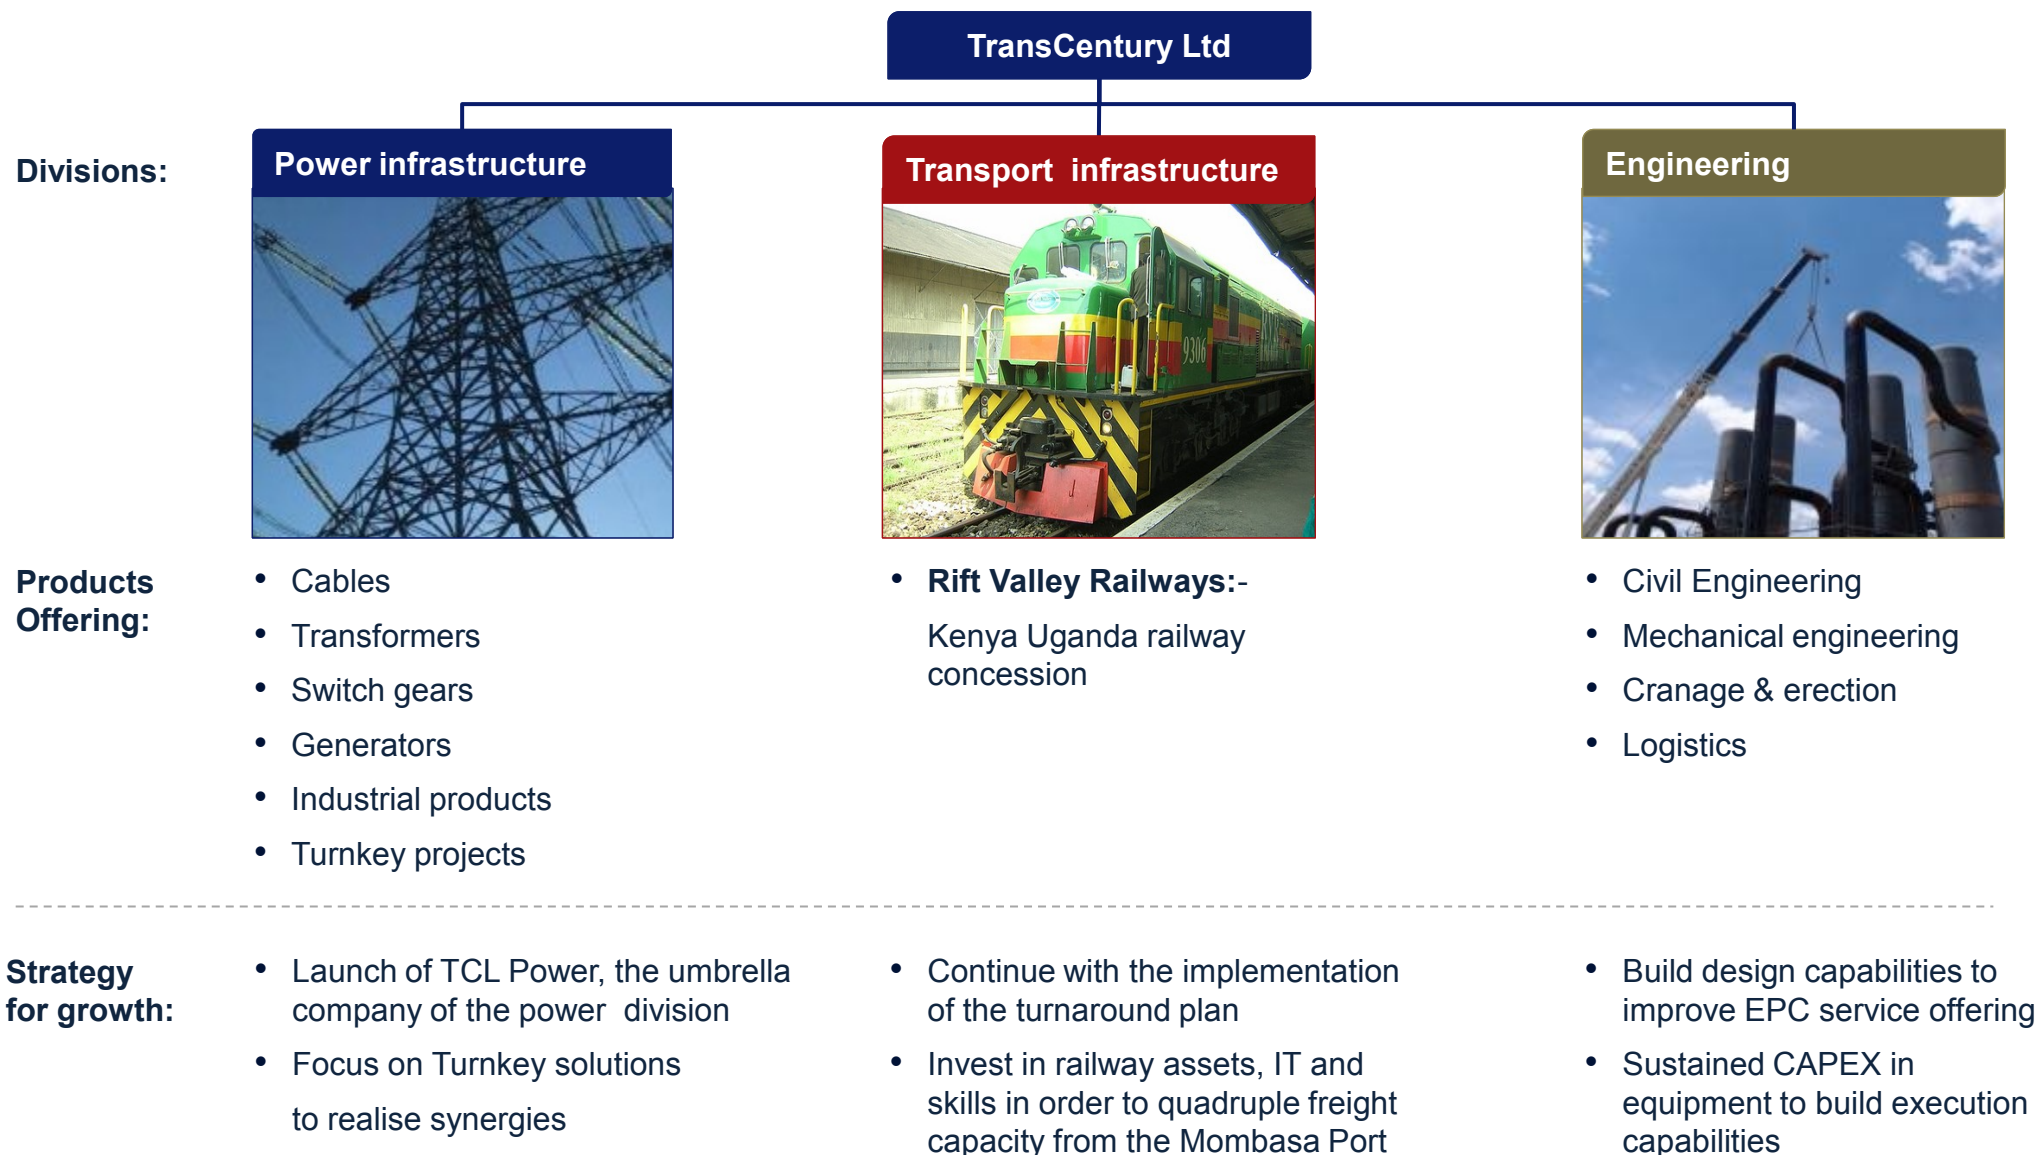 TransCentury Ltd
Divisions:
Power infrastructure
Transport  infrastructure
Engineering
9306
Products
Offering:
• Cables
• Transformers
• Switch gears
• Generators
• Industrial products
• Turnkey projects
• Rift Valley Railways:-
Kenya Uganda railway
concession
• Civil Engineering
• Mechanical engineering
• Cranage & erection
• Logistics
Strategy
for growth:
• Launch of TCL Power, the umbrella
company of the power  division
• Focus on Turnkey solutions
to realise synergies
• Continue with the implementation
of the turnaround plan
• Invest in railway assets, IT and
skills in order to quadruple freight
capacity from the Mombasa Port
• Build design capabilities to
improve EPC service offering
• Sustained CAPEX in
equipment to build execution
capabilities